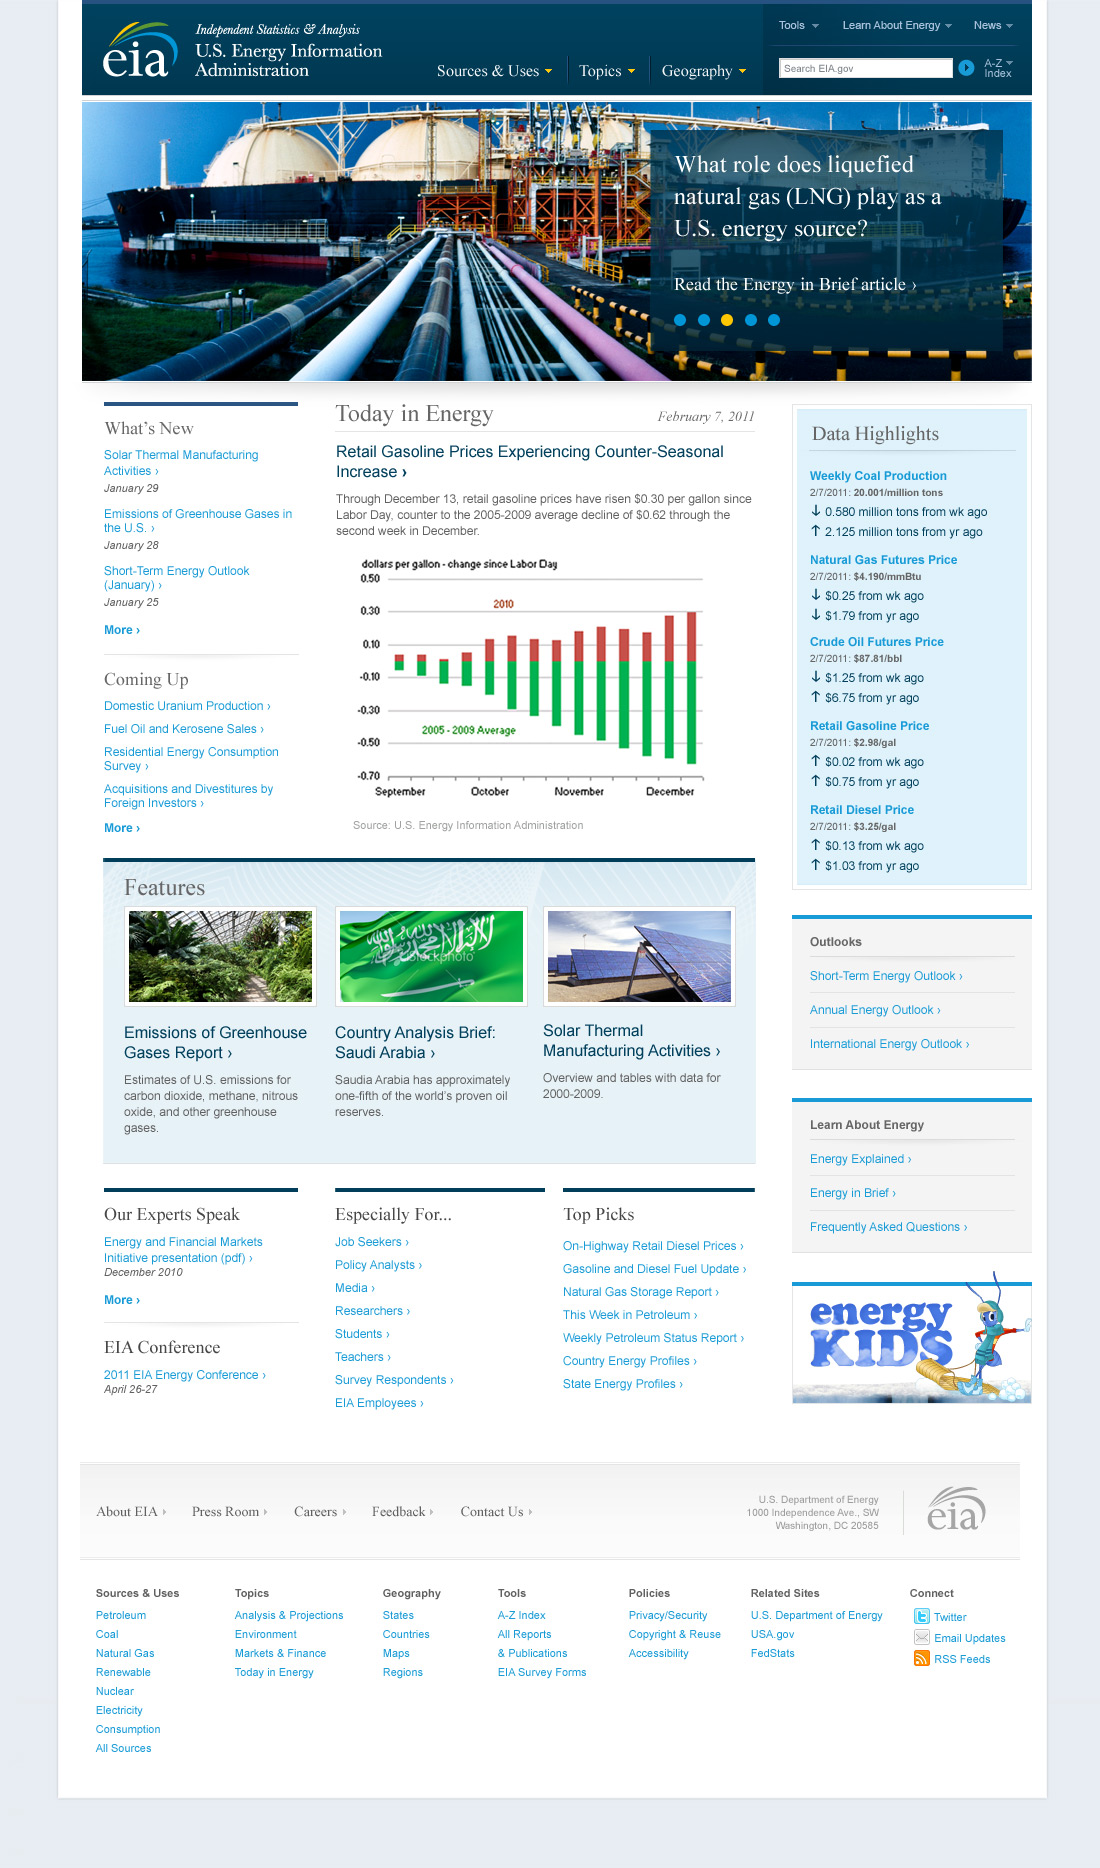 eia
Independent Statistics & Analysis
U.S. Energy Information
Administration
Sources & Uses
Topics
Geography
Tools
Learn About Energy
News
Search EIA.gov
A-Z
Index
What role does liquefied
natural gas (LNG) play as a
U.S. energy source?
Read the Energy in Brief article ›
What's New
Solar Thermal Manufacturing
Activities ›
January 29
Emissions of Greenhouse Gases in
the U.S. ›
January 28
Short-Term Energy Outlook
(January) ›
January 25
More ›
Coming Up
Domestic Uranium Production ›
Fuel Oil and Kerosene Sales ›
Residential Energy Consumption
Survey ›
Acquisitions and Divestitures by
Foreign Investors ›
More ›
Today in Energy
February 7, 2011
Retail Gasoline Prices Experiencing Counter-Seasonal
Increase ›
Through December 13, retail gasoline prices have risen $0.30 per gallon since
Labor Day, counter to the 2005-2009 average decline of $0.62 through the
second week in December.
dollars per gallon - change since Labor Day
0.50
0.30
0.10
-0.10
-0.30
-0.50
-0.70
2010
2005 - 2009 Average
September
October
November
December
Source: U.S. Energy Information Administration
Data Highlights
Weekly Coal Production
2/7/2011: 20.001/million tons
↓ 0.580 million tons from wk ago
↑ 2.125 million tons from yr ago
Natural Gas Futures Price
2/7/2011: $4.190/mmBtu
↓ $0.25 from wk ago
↓ $1.79 from yr ago
Crude Oil Futures Price
2/7/2011: $87.81/bbl
↓ $1.25 from wk ago
↑ $6.75 from yr ago
Retail Gasoline Price
2/7/2011: $2.98/gal
↑ $0.02 from wk ago
↑ $0.75 from yr ago
Retail Diesel Price
2/7/2011: $3.25/gal
↑ $0.13 from wk ago
↑ $1.03 from yr ago
Features
iStockphoto
Emissions of Greenhouse
Gases Report ›
Estimates of U.S. emissions for
carbon dioxide, methane, nitrous
oxide, and other greenhouse
gases.
Country Analysis Brief:
Saudi Arabia ›
Saudia Arabia has approximately
one-fifth of the world's proven oil
reserves.
Solar Thermal
Manufacturing Activities ›
Overview and tables with data for
2000-2009.
Outlooks
Short-Term Energy Outlook ›
Annual Energy Outlook ›
International Energy Outlook ›
Learn About Energy
Energy Explained ›
Energy in Brief ›
Frequently Asked Questions ›
energy
KIDS
Our Experts Speak
Energy and Financial Markets
Initiative presentation (pdf) ›
December 2010
More ›
EIA Conference
2011 EIA Energy Conference ›
April 26-27
Especially For...
Job Seekers ›
Policy Analysts ›
Media ›
Researchers ›
Students ›
Teachers ›
Survey Respondents ›
EIA Employees ›
Top Picks
On-Highway Retail Diesel Prices ›
Gasoline and Diesel Fuel Update ›
Natural Gas Storage Report ›
This Week in Petroleum ›
Weekly Petroleum Status Report ›
Country Energy Profiles ›
State Energy Profiles ›
About EIA
Press Room
Careers
Feedback
Contact Us
U.S. Department of Energy
1000 Independence Ave., SW
Washington, DC 20585
eia
Sources & Uses
Petroleum
Coal
Natural Gas
Renewable
Nuclear
Electricity
Consumption
All Sources
Topics
Analysis & Projections
Environment
Markets & Finance
Today in Energy
Geography
States
Countries
Maps
Regions
Tools
A-Z Index
All Reports
& Publications
EIA Survey Forms
Policies
Privacy/Security
Copyright & Reuse
Accessibility
Related Sites
U.S. Department of Energy
USA.gov
FedStats
Connect
Twitter
Email Updates
RSS Feeds